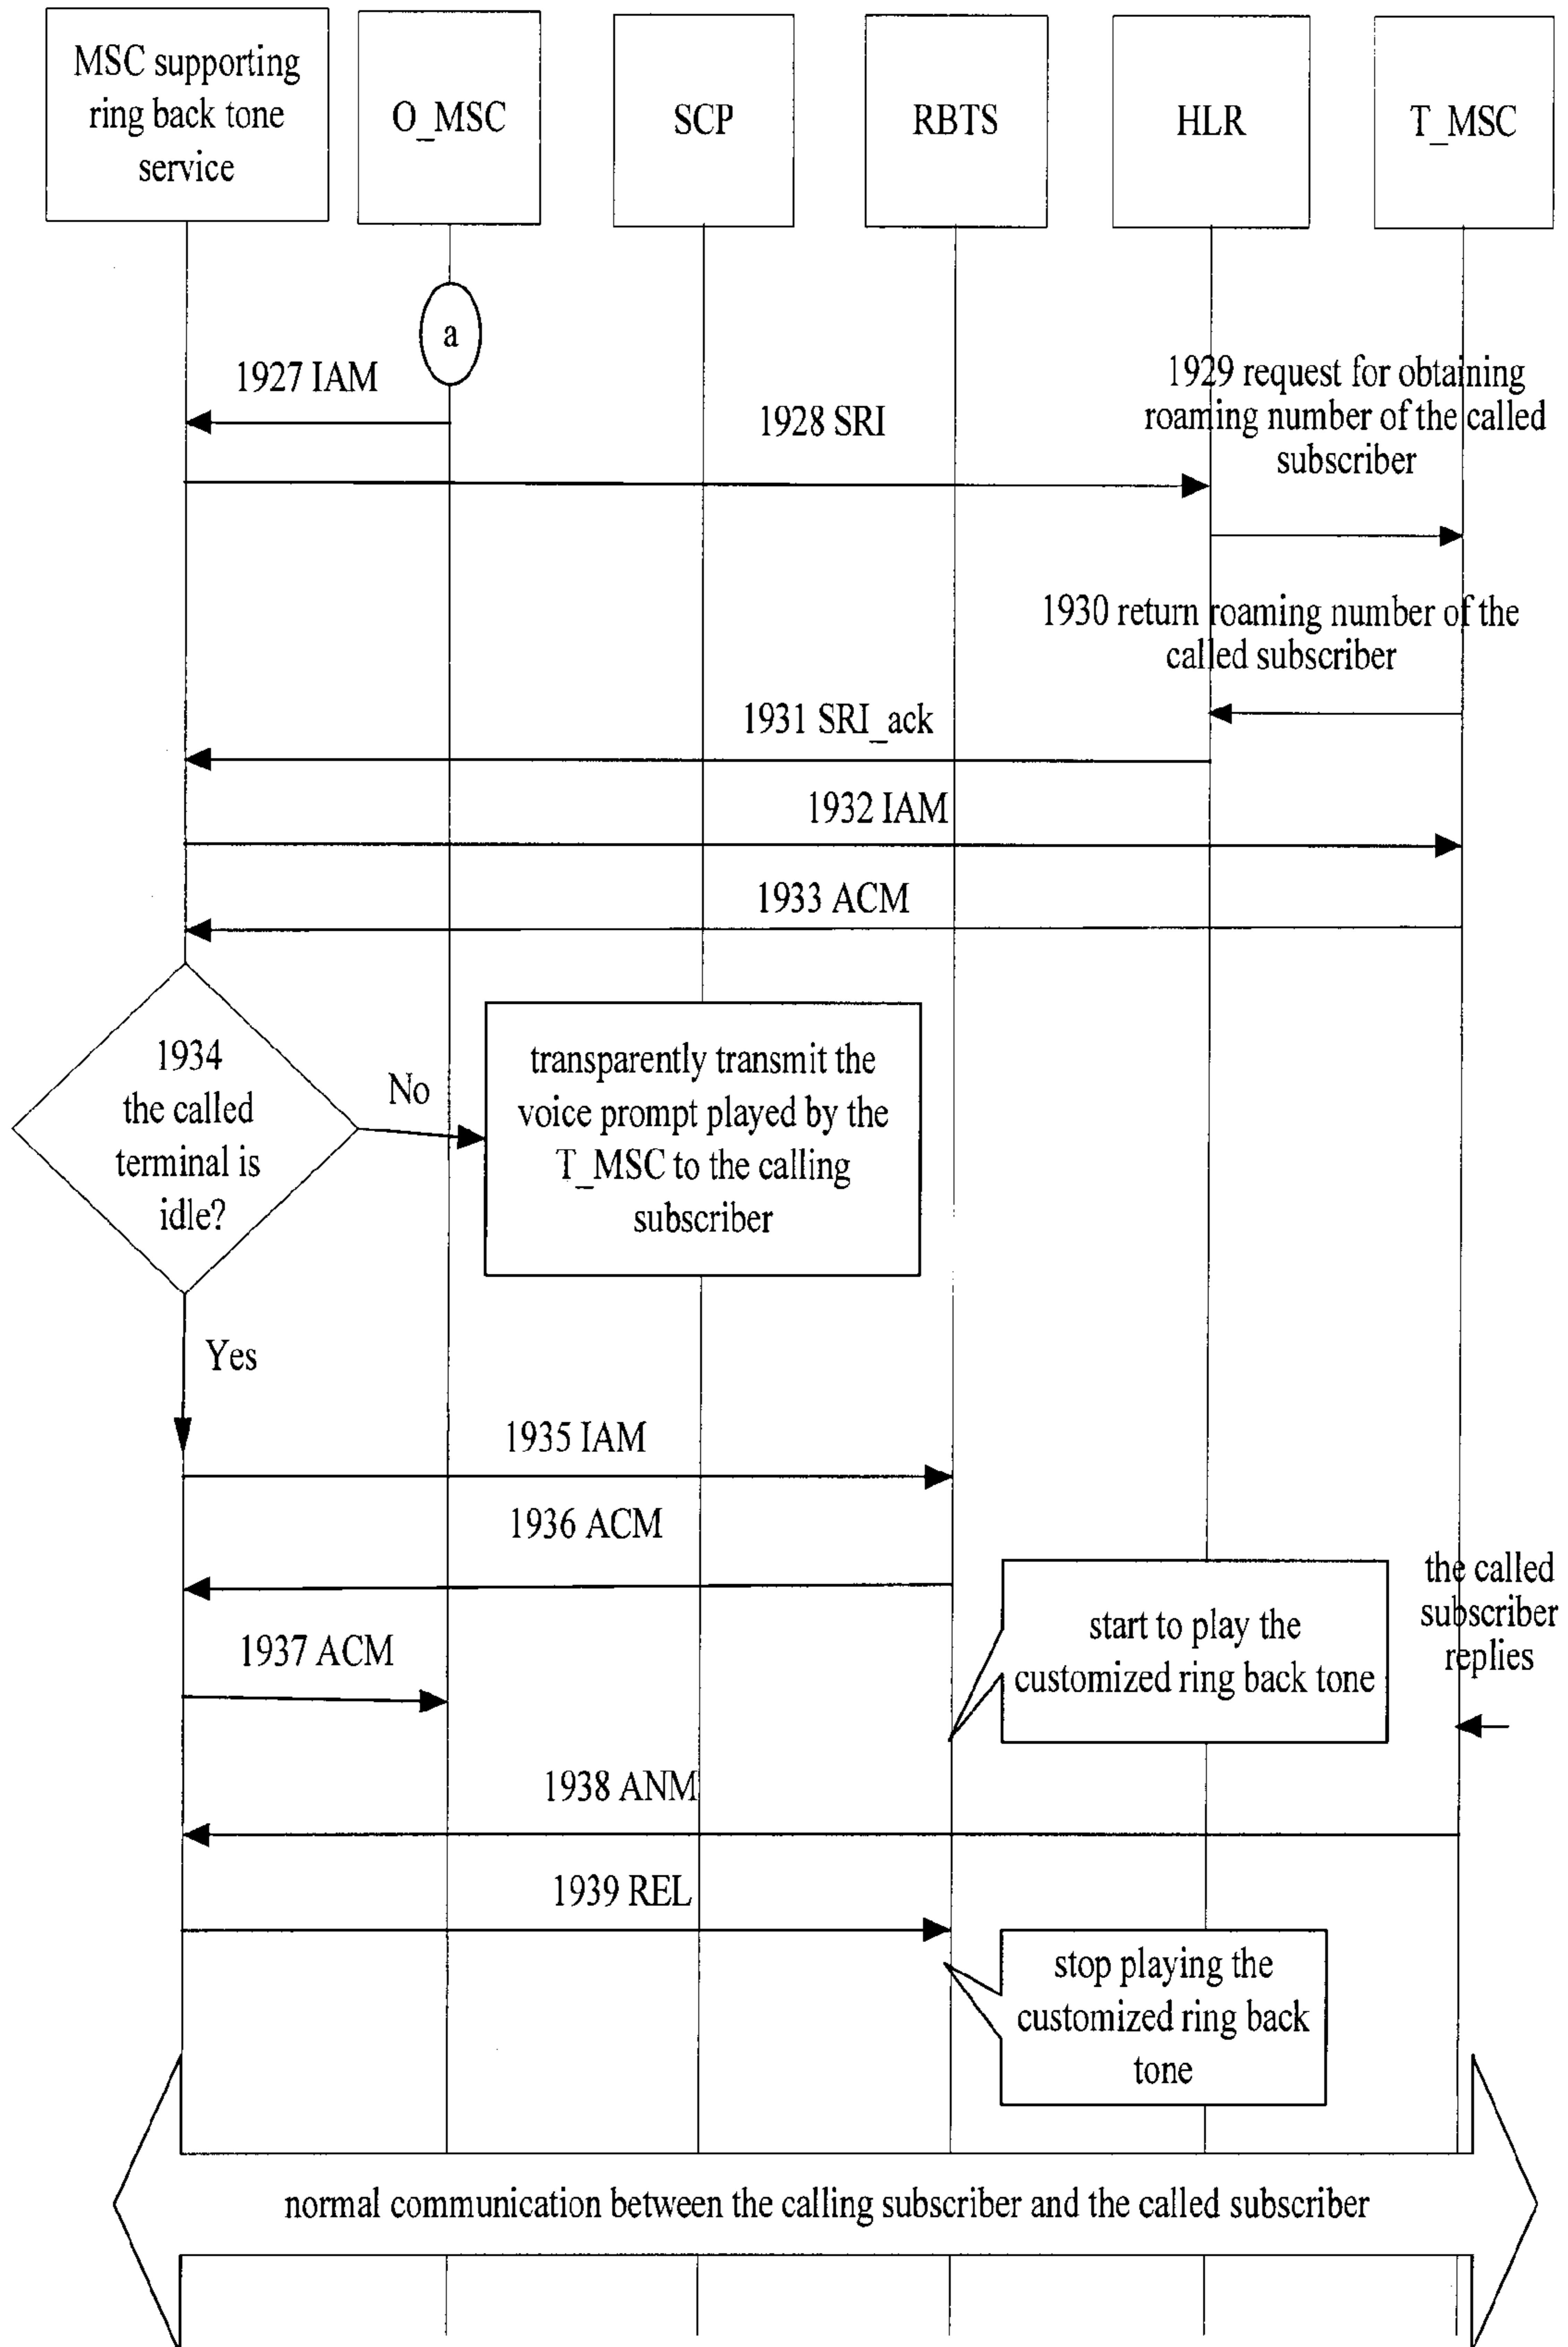 MSC supporting
ring back tone
service
O_MSC
SCP
RBTS
HLR
T_MSC
a
1927 IAM
1928 SRI
1929 request for obtaining
roaming number of the called
subscriber
1930 return roaming number of the
called subscriber
1931 SRI_ack
1932 IAM
1933 ACM
1934
the called
terminal is
idle?
No
transparently transmit the
voice prompt played by the
T_MSC to the calling
subscriber
Yes
1935 IAM
1936 ACM
start to play the
customized ring back tone
the called
subscriber
replies
1937 ACM
1938 ANM
1939 REL
stop playing the
customized ring back
tone
normal communication between the calling subscriber and the called subscriber